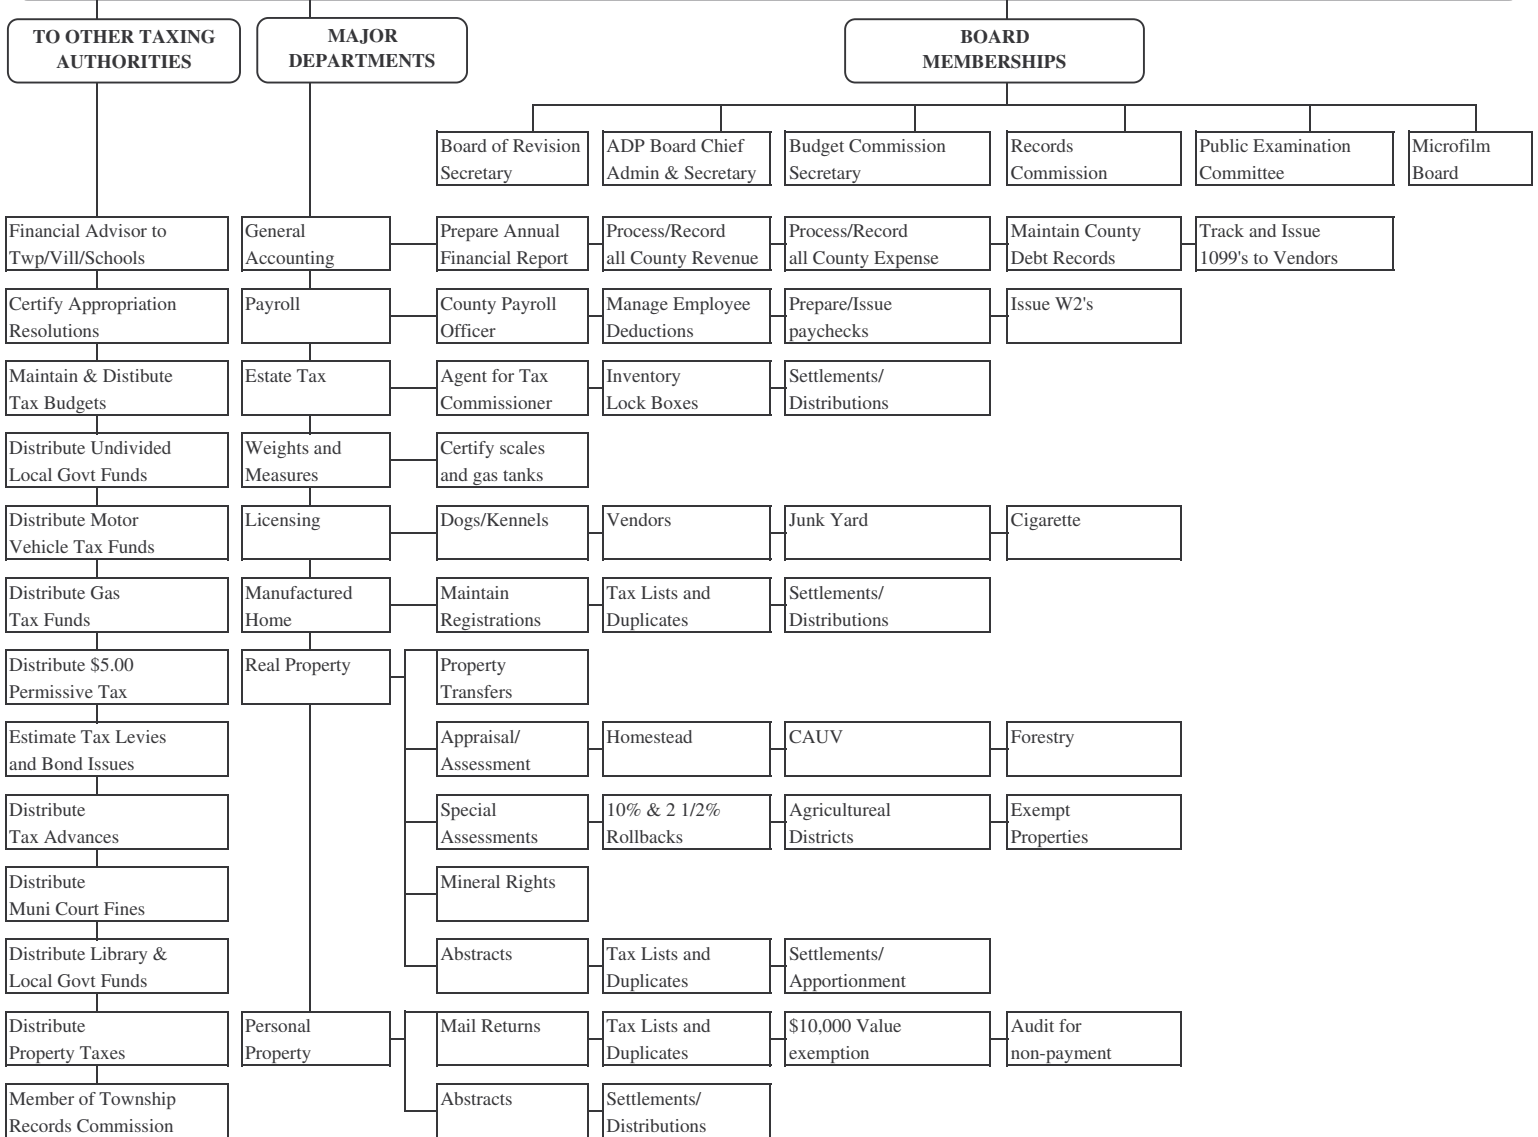 TO OTHER TAXING
AUTHORITIES
MAJOR
DEPARTMENTS
BOARD
MEMBERSHIPS
Board of Revision
Secretary
ADP Board Chief
Admin & Secretary
Budget Commission
Secretary
Records
Commission
Public Examination
Committee
Microfilm
Board
Financial Advisor to
Twp/Vill/Schools
General
Accounting
Prepare Annual
Financial Report
Process/Record
all County Revenue
Process/Record
all County Expense
Maintain County
Debt Records
Track and Issue
1099's to Vendors
Certify Appropriation
Resolutions
Payroll
County Payroll
Officer
Manage Employee
Deductions
Prepare/Issue
paychecks
Issue W2's
Maintain & Distibute
Tax Budgets
Estate Tax
Agent for Tax
Commissioner
Inventory
Lock Boxes
Settlements/
Distributions
Distribute Undivided
Local Govt Funds
Weights and
Measures
Certify scales
and gas tanks
Distribute Motor
Vehicle Tax Funds
Licensing
Dogs/Kennels
Vendors
Junk Yard
Cigarette
Distribute Gas
Tax Funds
Manufactured
Home
Maintain
Registrations
Tax Lists and
Duplicates
Settlements/
Distributions
Distribute $5.00
Permissive Tax
Real Property
Property
Transfers
Estimate Tax Levies
and Bond Issues
Appraisal/
Assessment
Homestead
CAUV
Forestry
Distribute
Tax Advances
Special
Assessments
10% & 2 1/2%
Rollbacks
Agricultureal
Districts
Exempt
Properties
Distribute
Muni Court Fines
Mineral Rights
Distribute Library &
Local Govt Funds
Abstracts
Tax Lists and
Duplicates
Settlements/
Apportionment
Distribute
Property Taxes
Personal
Property
Mail Returns
Tax Lists and
Duplicates
$10,000 Value
exemption
Audit for
non-payment
Member of Township
Records Commission
Abstracts
Settlements/
Distributions